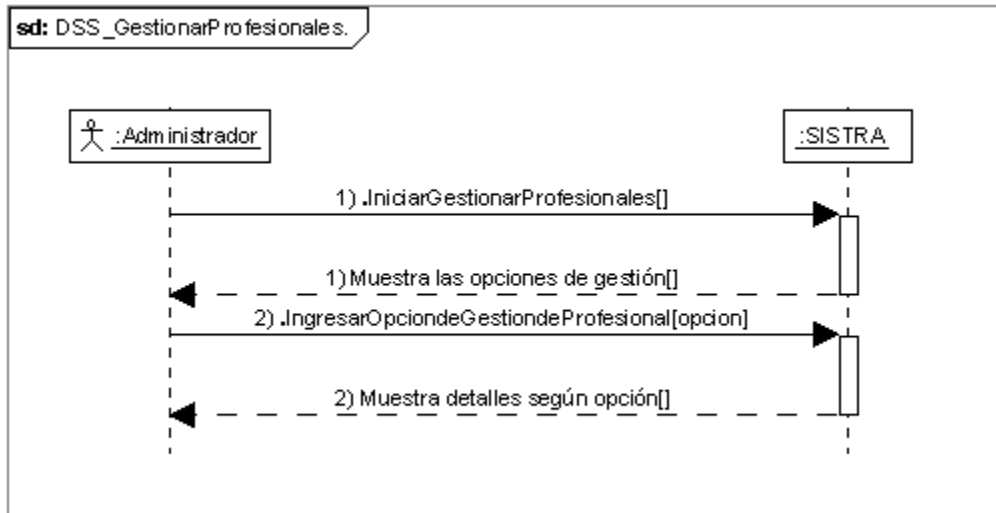 sd: DSS_GestionarProfesionales.
:Administrador
:SISTRA
1) .IniciarGestionarProfesionales[]
1) Muestra las opciones de gestión[]
2) .IngresarOpciondeGestiondeProfesional[opcion]
2) Muestra detalles según opción[]